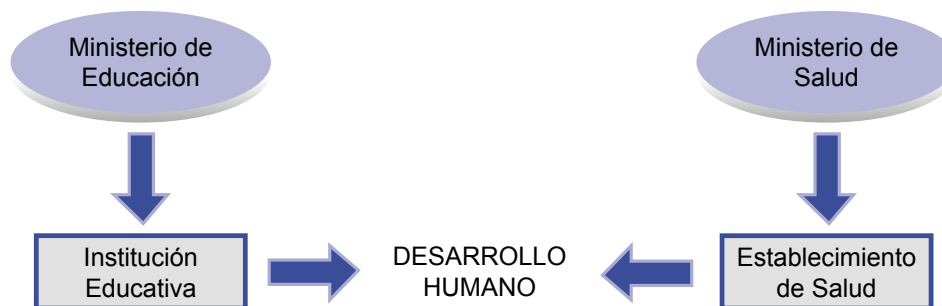 Ministerio de
Educación
Ministerio de
Salud
Institución
Educativa
DESARROLLO
HUMANO
Establecimiento
de Salud